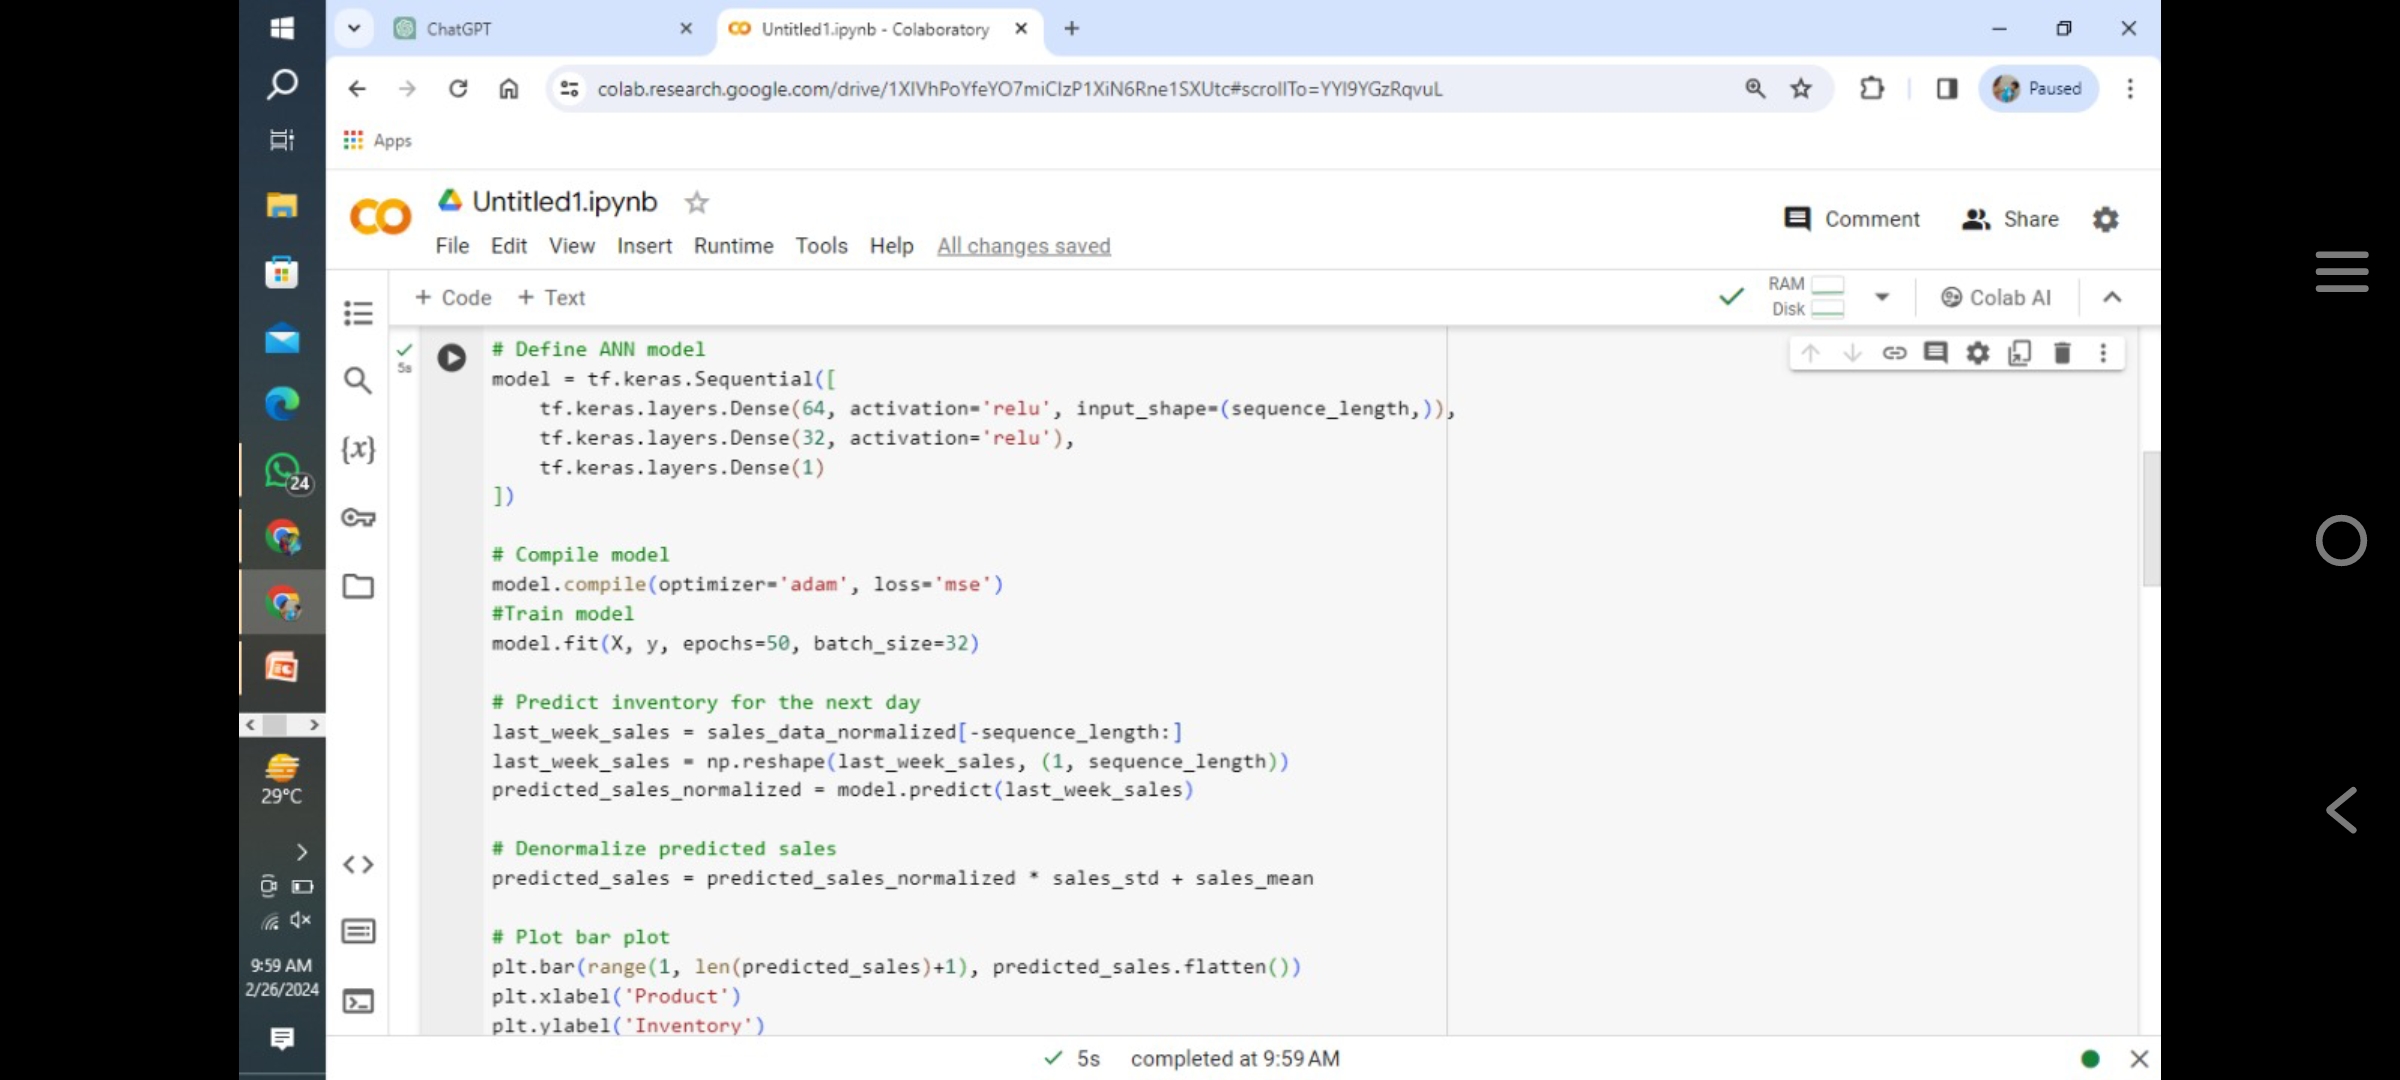 ChatGPT
Untitled1.ipynb - Colaboratory
colab.research.google.com/drive/1XIVhPoYfeYO7miCIzP1XiN6Rne1SXUtc#scrollTo=YYI9YGzRqvuL
Paused
Apps
Untitled1.ipynb
Comment
Share
File Edit View Insert Runtime Tools Help All changes saved
+ Code + Text
RAM
Disk
Colab AI
5s
# Define ANN model
model = tf.keras.Sequential([
    tf.keras.layers.Dense(64, activation='relu', input_shape=(sequence_length,)),
    tf.keras.layers.Dense(32, activation='relu'),
    tf.keras.layers.Dense(1)
])
# Compile model
model.compile(optimizer='adam', loss='mse')
#Train model
model.fit(X, y, epochs=50, batch_size=32)
# Predict inventory for the next day
last_week_sales = sales_data_normalized[-sequence_length:]
last_week_sales = np.reshape(last_week_sales, (1, sequence_length))
predicted_sales_normalized = model.predict(last_week_sales)
# Denormalize predicted sales
predicted_sales = predicted_sales_normalized * sales_std + sales_mean
# Plot bar plot
plt.bar(range(1, len(predicted_sales)+1), predicted_sales.flatten())
plt.xlabel('Product')
plt.ylabel('Inventory')
5s completed at 9:59 AM
24
29°C
9:59 AM
2/26/2024
{x}